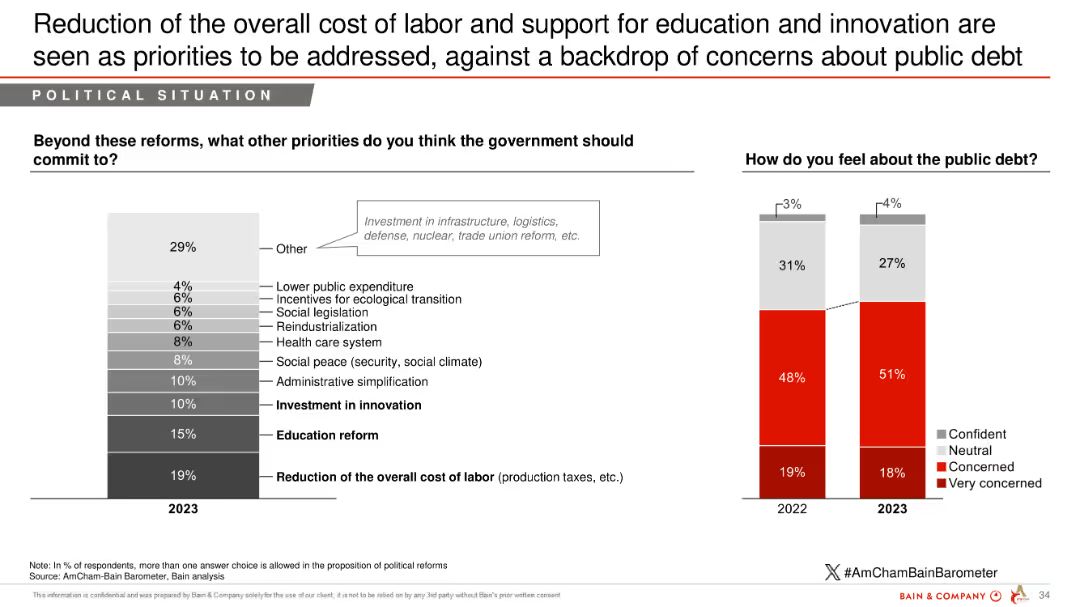 Reduction of the overall cost of labor and support for education and innovation are
seen as priorities to be addressed, against a backdrop of concerns about public debt
POLITICAL SITUATION
Beyond these reforms, what other priorities do you think the government should
commit to?
29%
Other
Investment in infrastructure, logistics,
defense, nuclear, trade union reform, etc.
4%
Lower public expenditure
6%
Incentives for ecological transition
6%
Social legislation
6%
Reindustrialization
8%
Health care system
8%
Social peace (security, social climate)
10%
Administrative simplification
10%
Investment in innovation
15%
Education reform
19%
Reduction of the overall cost of labor (production taxes, etc.)
2023
How do you feel about the public debt?
3%
4%
31%
27%
48%
51%
19%
18%
2022
2023
Confident
Neutral
Concerned
Very concerned
Note: In % of respondents, more than one answer choice is allowed in the proposition of political reforms
Source: AmCham-Bain Barometer, Bain analysis
#AmChamBainBarometer
This information is confidential and was prepared by Bain & Company solely for the use of our client; it is not to be relied on by any 3rd party without Bain's prior written consent
BAIN & COMPANY
34